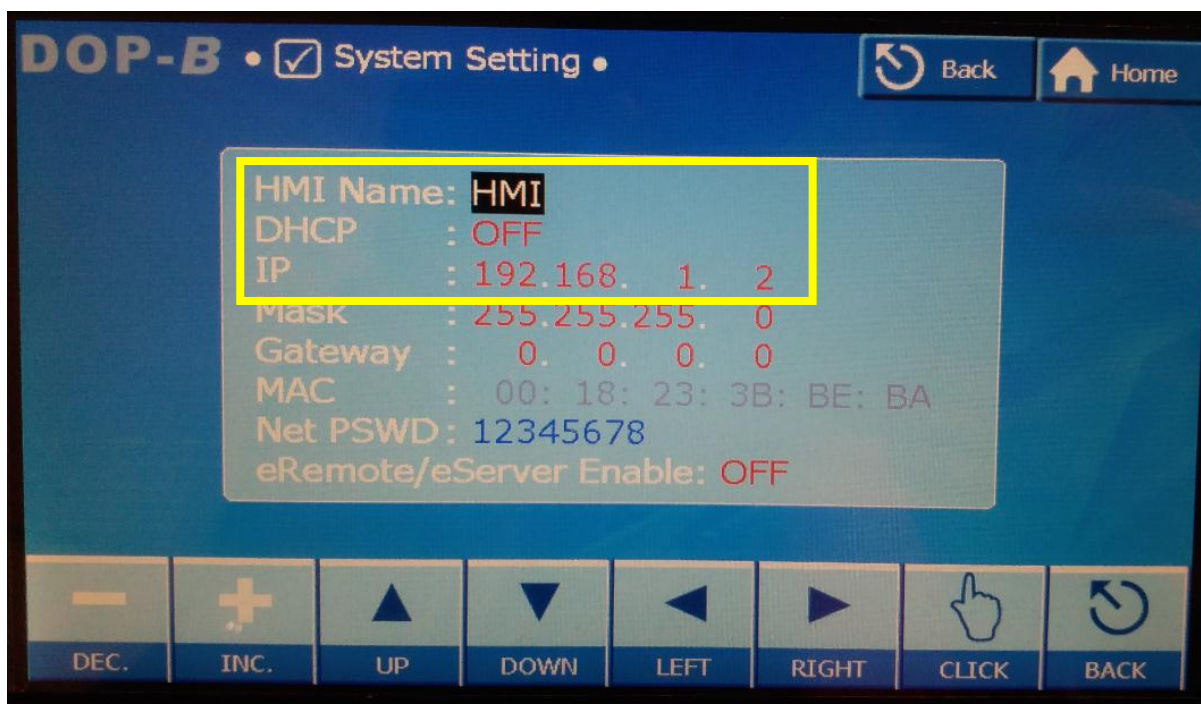 DOP-B • ☑ System Setting •
Back
Home
HMI Name: HMI
DHCP : OFF
IP : 192.168. 1. 2
Mask : 255.255.255. 0
Gateway : 0. 0. 0. 0
MAC : 00: 18: 23: 3B: BE: BA
Net PSWD: 12345678
eRemote/eServer Enable: OFF
DEC.
INC.
UP
DOWN
LEFT
RIGHT
CLICK
BACK